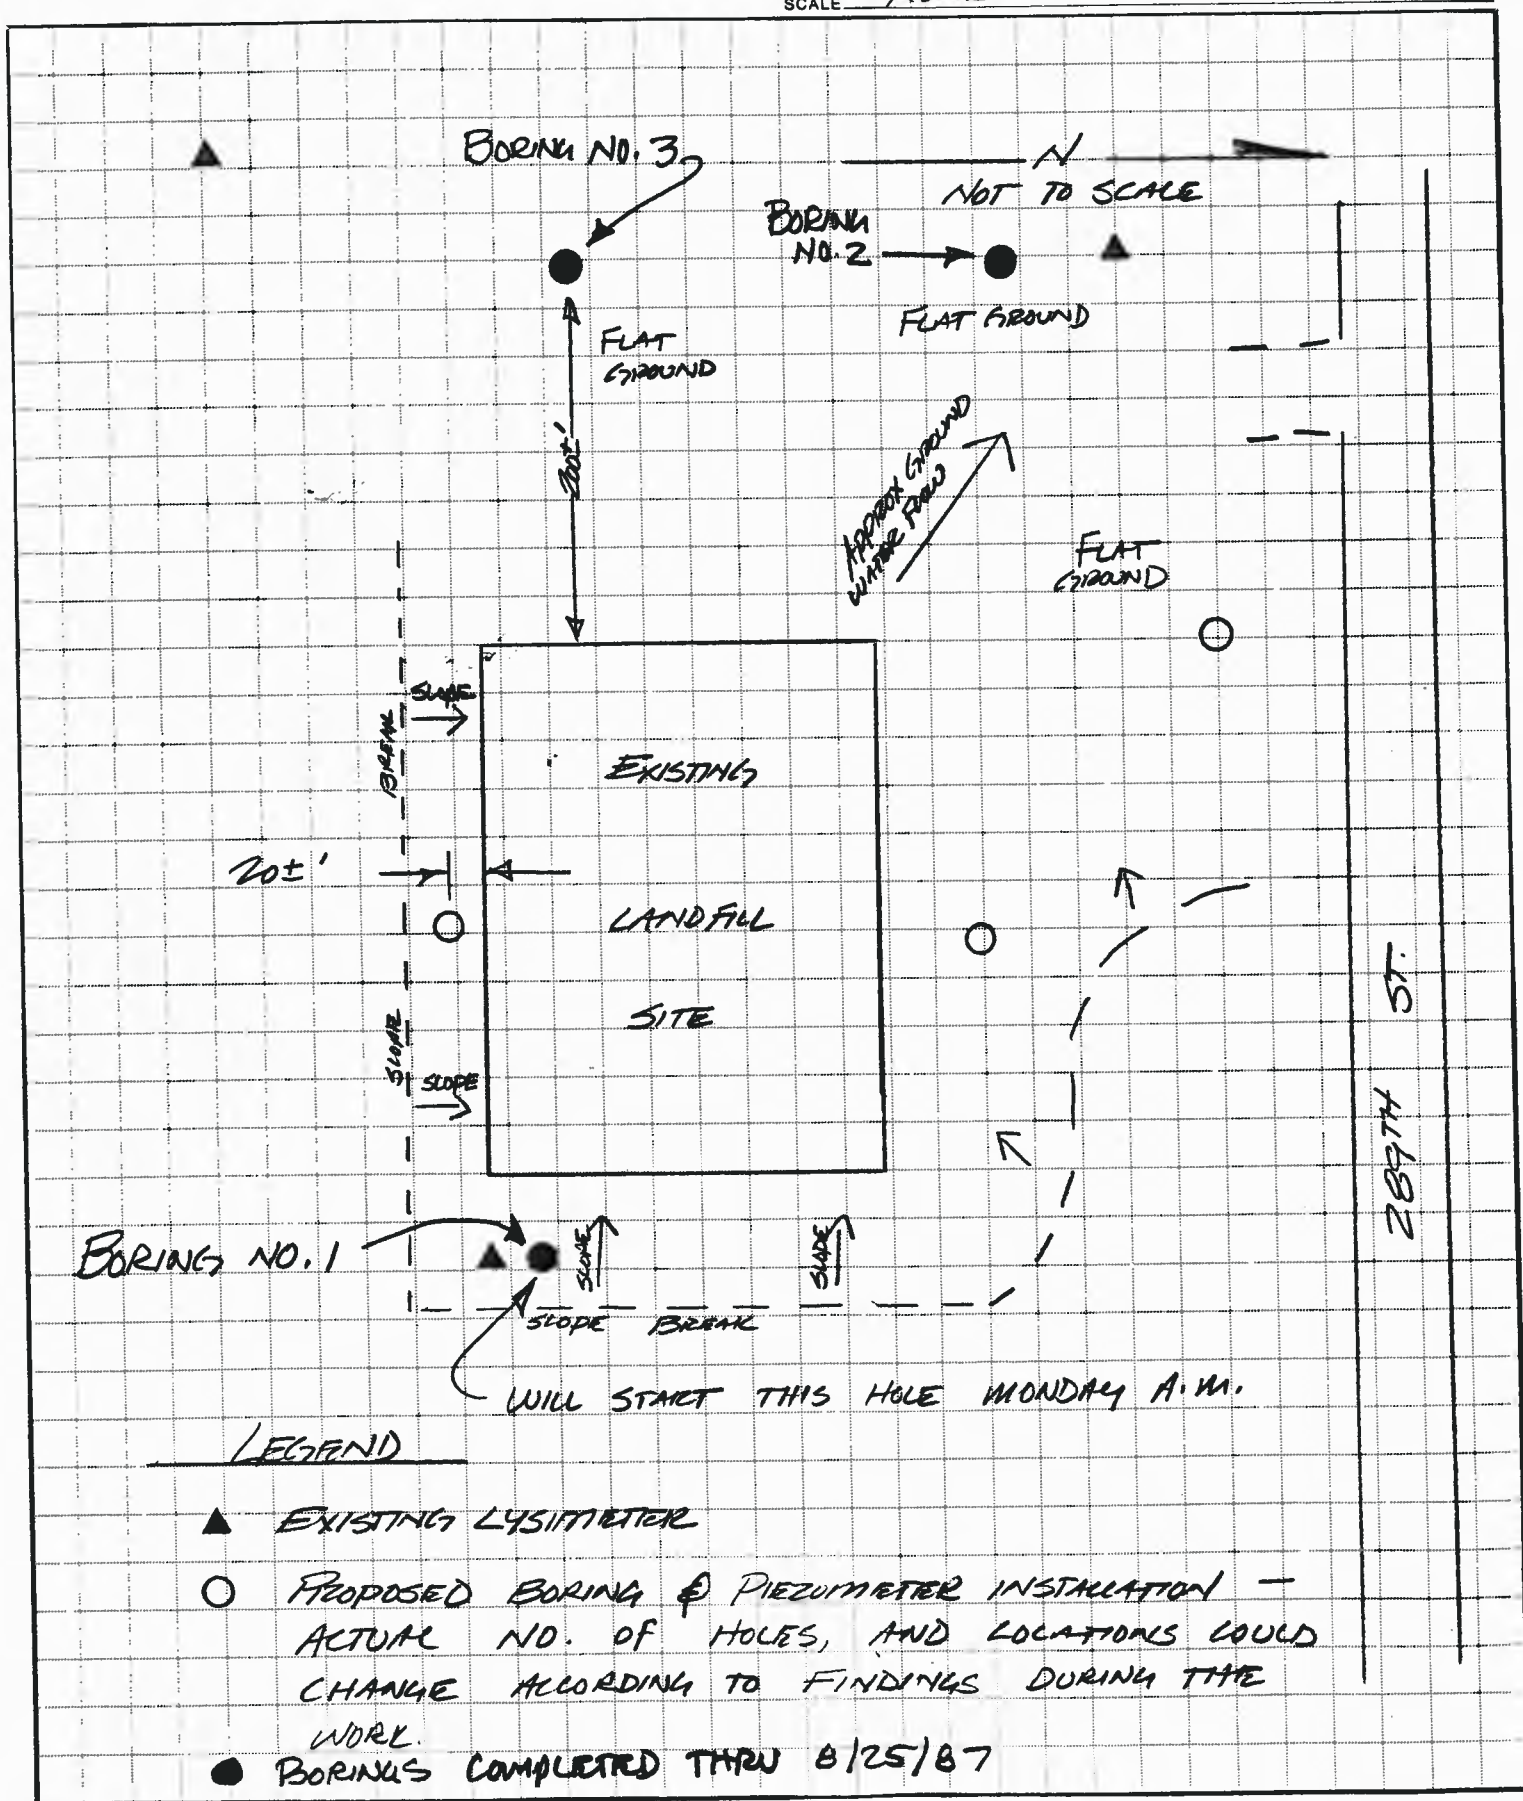 SCALE
BORING NO. 3
N
NOT TO SCALE
BORING
NO. 2
FLAT GROUND
FLAT
GROUND
200±'
APPROX GROUND
WATER FLOW
FLAT
GROUND
SLOPE
BREAK
EXISTING
20±'
LANDFILL
SITE
SLOPE
SLOPE
289TH ST.
BORING NO. 1
SLOPE
SLOPE
SLOPE BREAK
WILL START THIS HOLE MONDAY A.M.
LEGEND
EXISTING LYSIMETER
PROPOSED BORING & PIEZOMETER INSTALLATION —
ACTUAL NO. OF HOLES, AND LOCATIONS COULD
CHANGE ACCORDING TO FINDINGS DURING THE
WORK.
BORINGS COMPLETED THRU 8/25/87